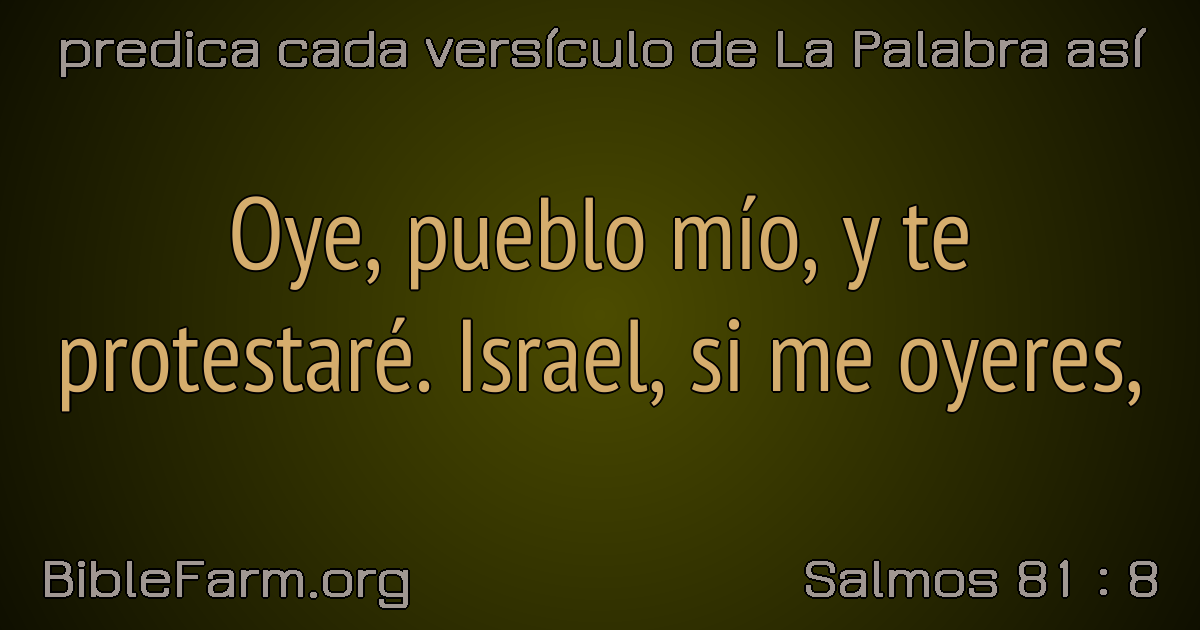 predica cada versículo de La Palabra así
Oye, pueblo mío, y te
protestaré. Israel, si me oyeres,
BibleFarm.org
Salmos 81 : 8